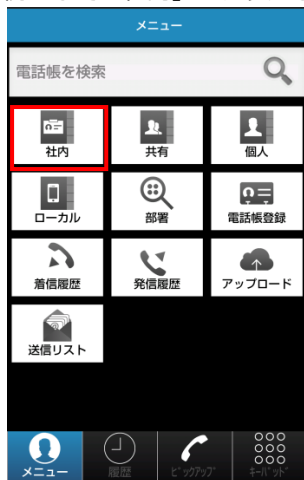 メニュー
電話帳を検索
社内
共有
個人
ローカル
部署
電話帳登録
着信履歴
発信履歴
アップロード
送信リスト
メニュー
履歴
ピックアップ
キーパッド